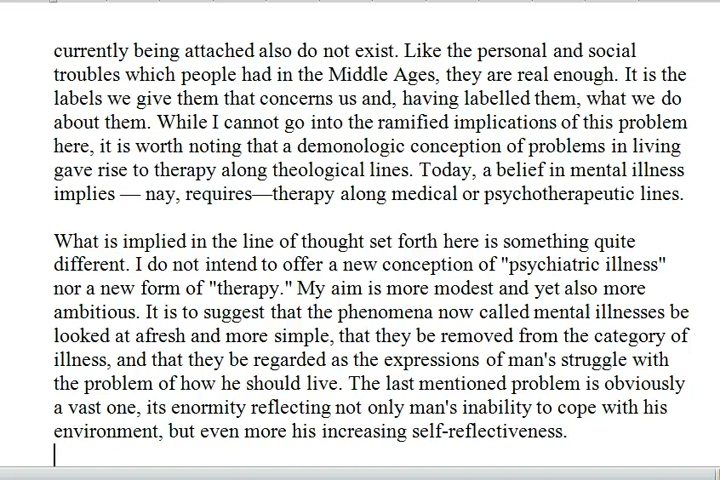 currently being attached also do not exist. Like the personal and social
troubles which people had in the Middle Ages, they are real enough. It is the
labels we give them that concerns us and, having labelled them, what we do
about them. While I cannot go into the ramified implications of this problem
here, it is worth noting that a demonologic conception of problems in living
gave rise to therapy along theological lines. Today, a belief in mental illness
implies — nay, requires—therapy along medical or psychotherapeutic lines.
What is implied in the line of thought set forth here is something quite
different. I do not intend to offer a new conception of "psychiatric illness"
nor a new form of "therapy." My aim is more modest and yet also more
ambitious. It is to suggest that the phenomena now called mental illnesses be
looked at afresh and more simple, that they be removed from the category of
illness, and that they be regarded as the expressions of man's struggle with
the problem of how he should live. The last mentioned problem is obviously
a vast one, its enormity reflecting not only man's inability to cope with his
environment, but even more his increasing self-reflectiveness.